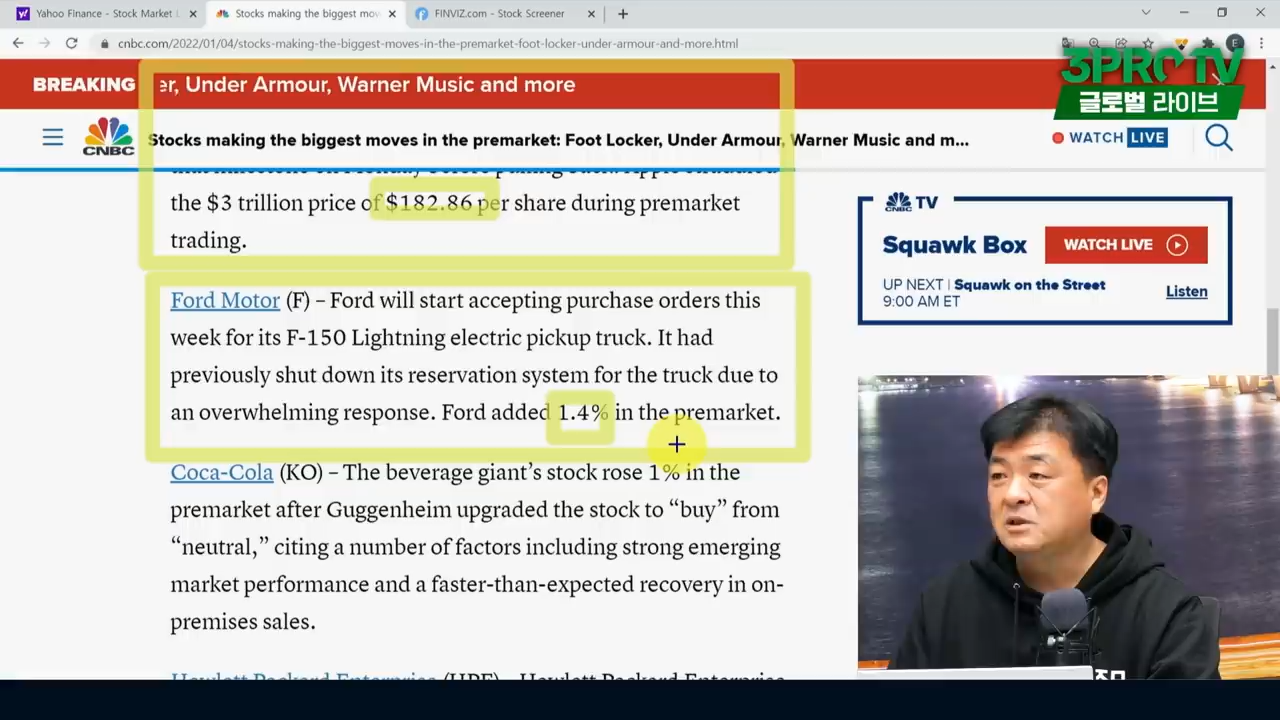 Yahoo Finance - Stock Market L
Stocks making the biggest mov
FINVIZ.com - Stock Screener
cnbc.com/2022/01/04/stocks-making-the-biggest-moves-in-the-premarket-foot-locker-under-armour-and-more.html
E
3PRO TV
글로벌 라이브
BREAKING
er, Under Armour, Warner Music and more
CNBC
Stocks making the biggest moves in the premarket: Foot Locker, Under Armour, Warner Music and m...
WATCH LIVE
the $3 trillion price of $182.86 per share during premarket
trading.
Ford Motor (F) – Ford will start accepting purchase orders this
week for its F-150 Lightning electric pickup truck. It had
previously shut down its reservation system for the truck due to
an overwhelming response. Ford added 1.4% in the premarket.
Coca-Cola (KO) – The beverage giant’s stock rose 1% in the
premarket after Guggenheim upgraded the stock to “buy” from
“neutral,” citing a number of factors including strong emerging
market performance and a faster-than-expected recovery in on-
premises sales.
Hewlett Packard Enterprise (HPE) – Hewlett Packard Enterprise
CNBC TV
Squawk Box
WATCH LIVE
UP NEXT | Squawk on the Street
9:00 AM ET
Listen